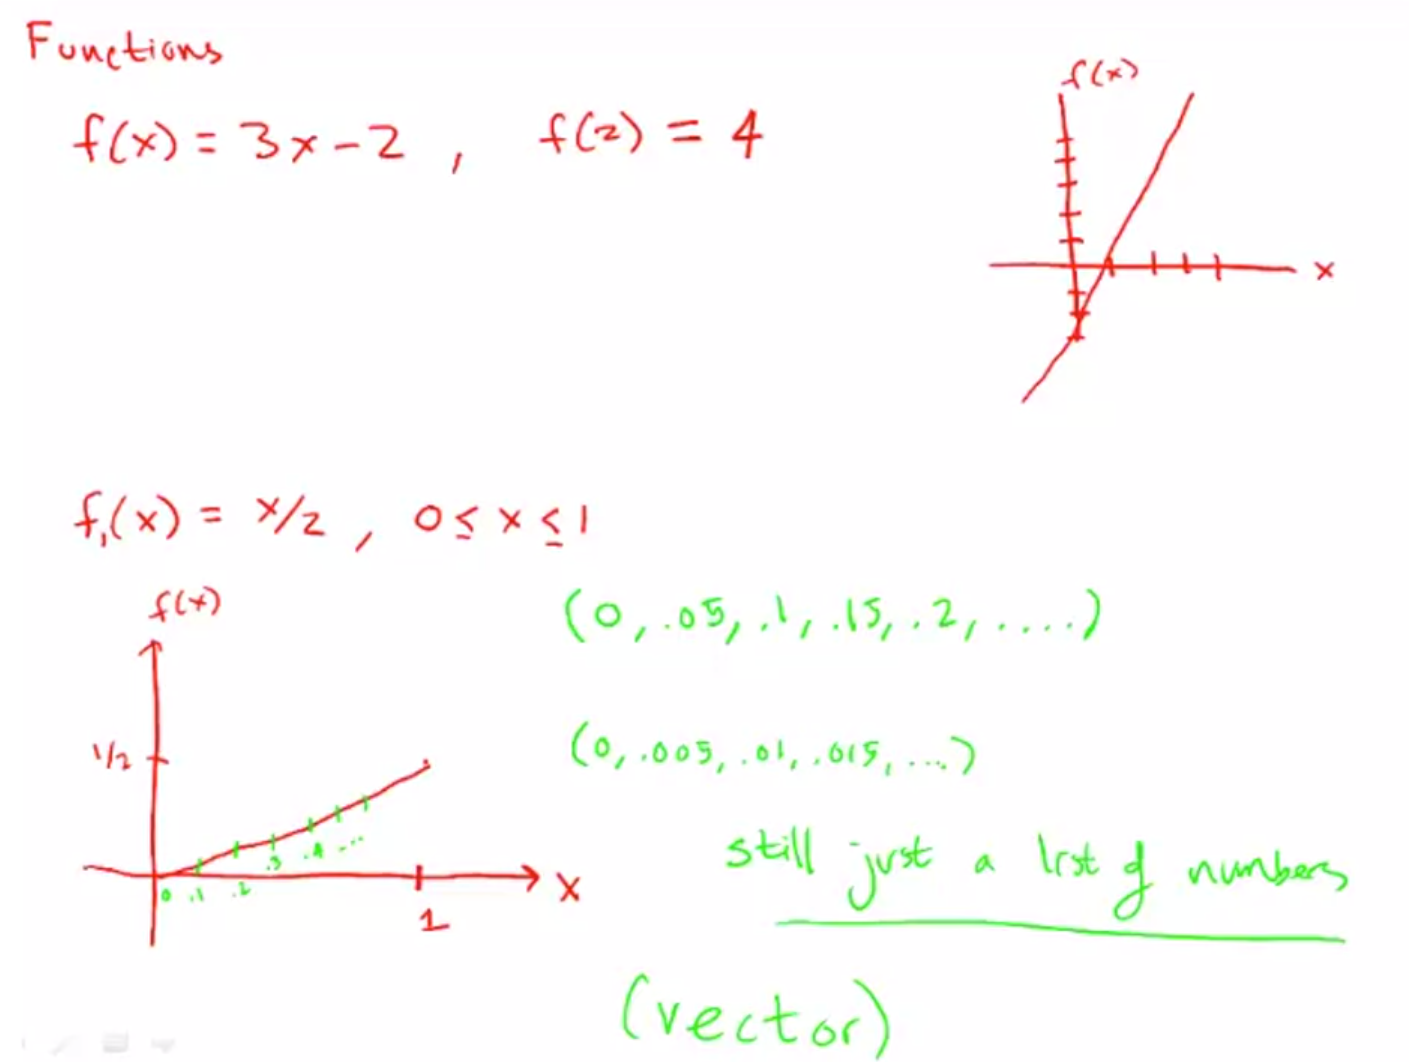 Functions
f(x) = 3x-2 , f(2) = 4
f(x)
x
f₁(x) = x/2 , 0 ≤ x ≤ 1
f(x)
(0, .05, .1, .15, .2, ....)
1/2
(0, .005, .01, .015, ....)
0 .1 .2 .3 .4 ...
x
1
still just a list of numbers
(vector)